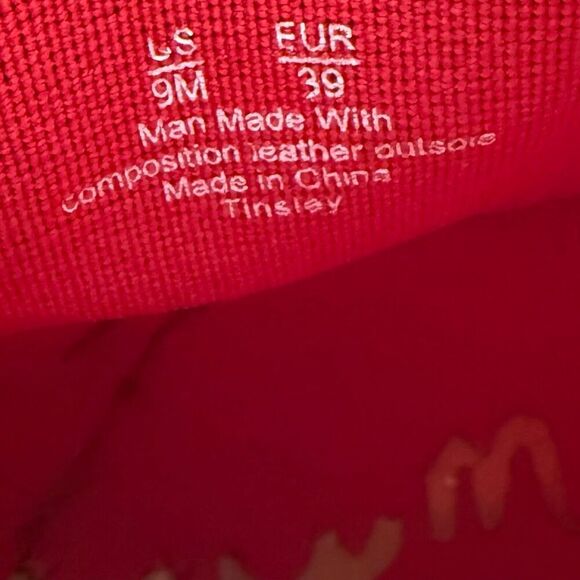 US EUR
9M 39
Man Made With
composition leather outsole
Made in China
Tinsley